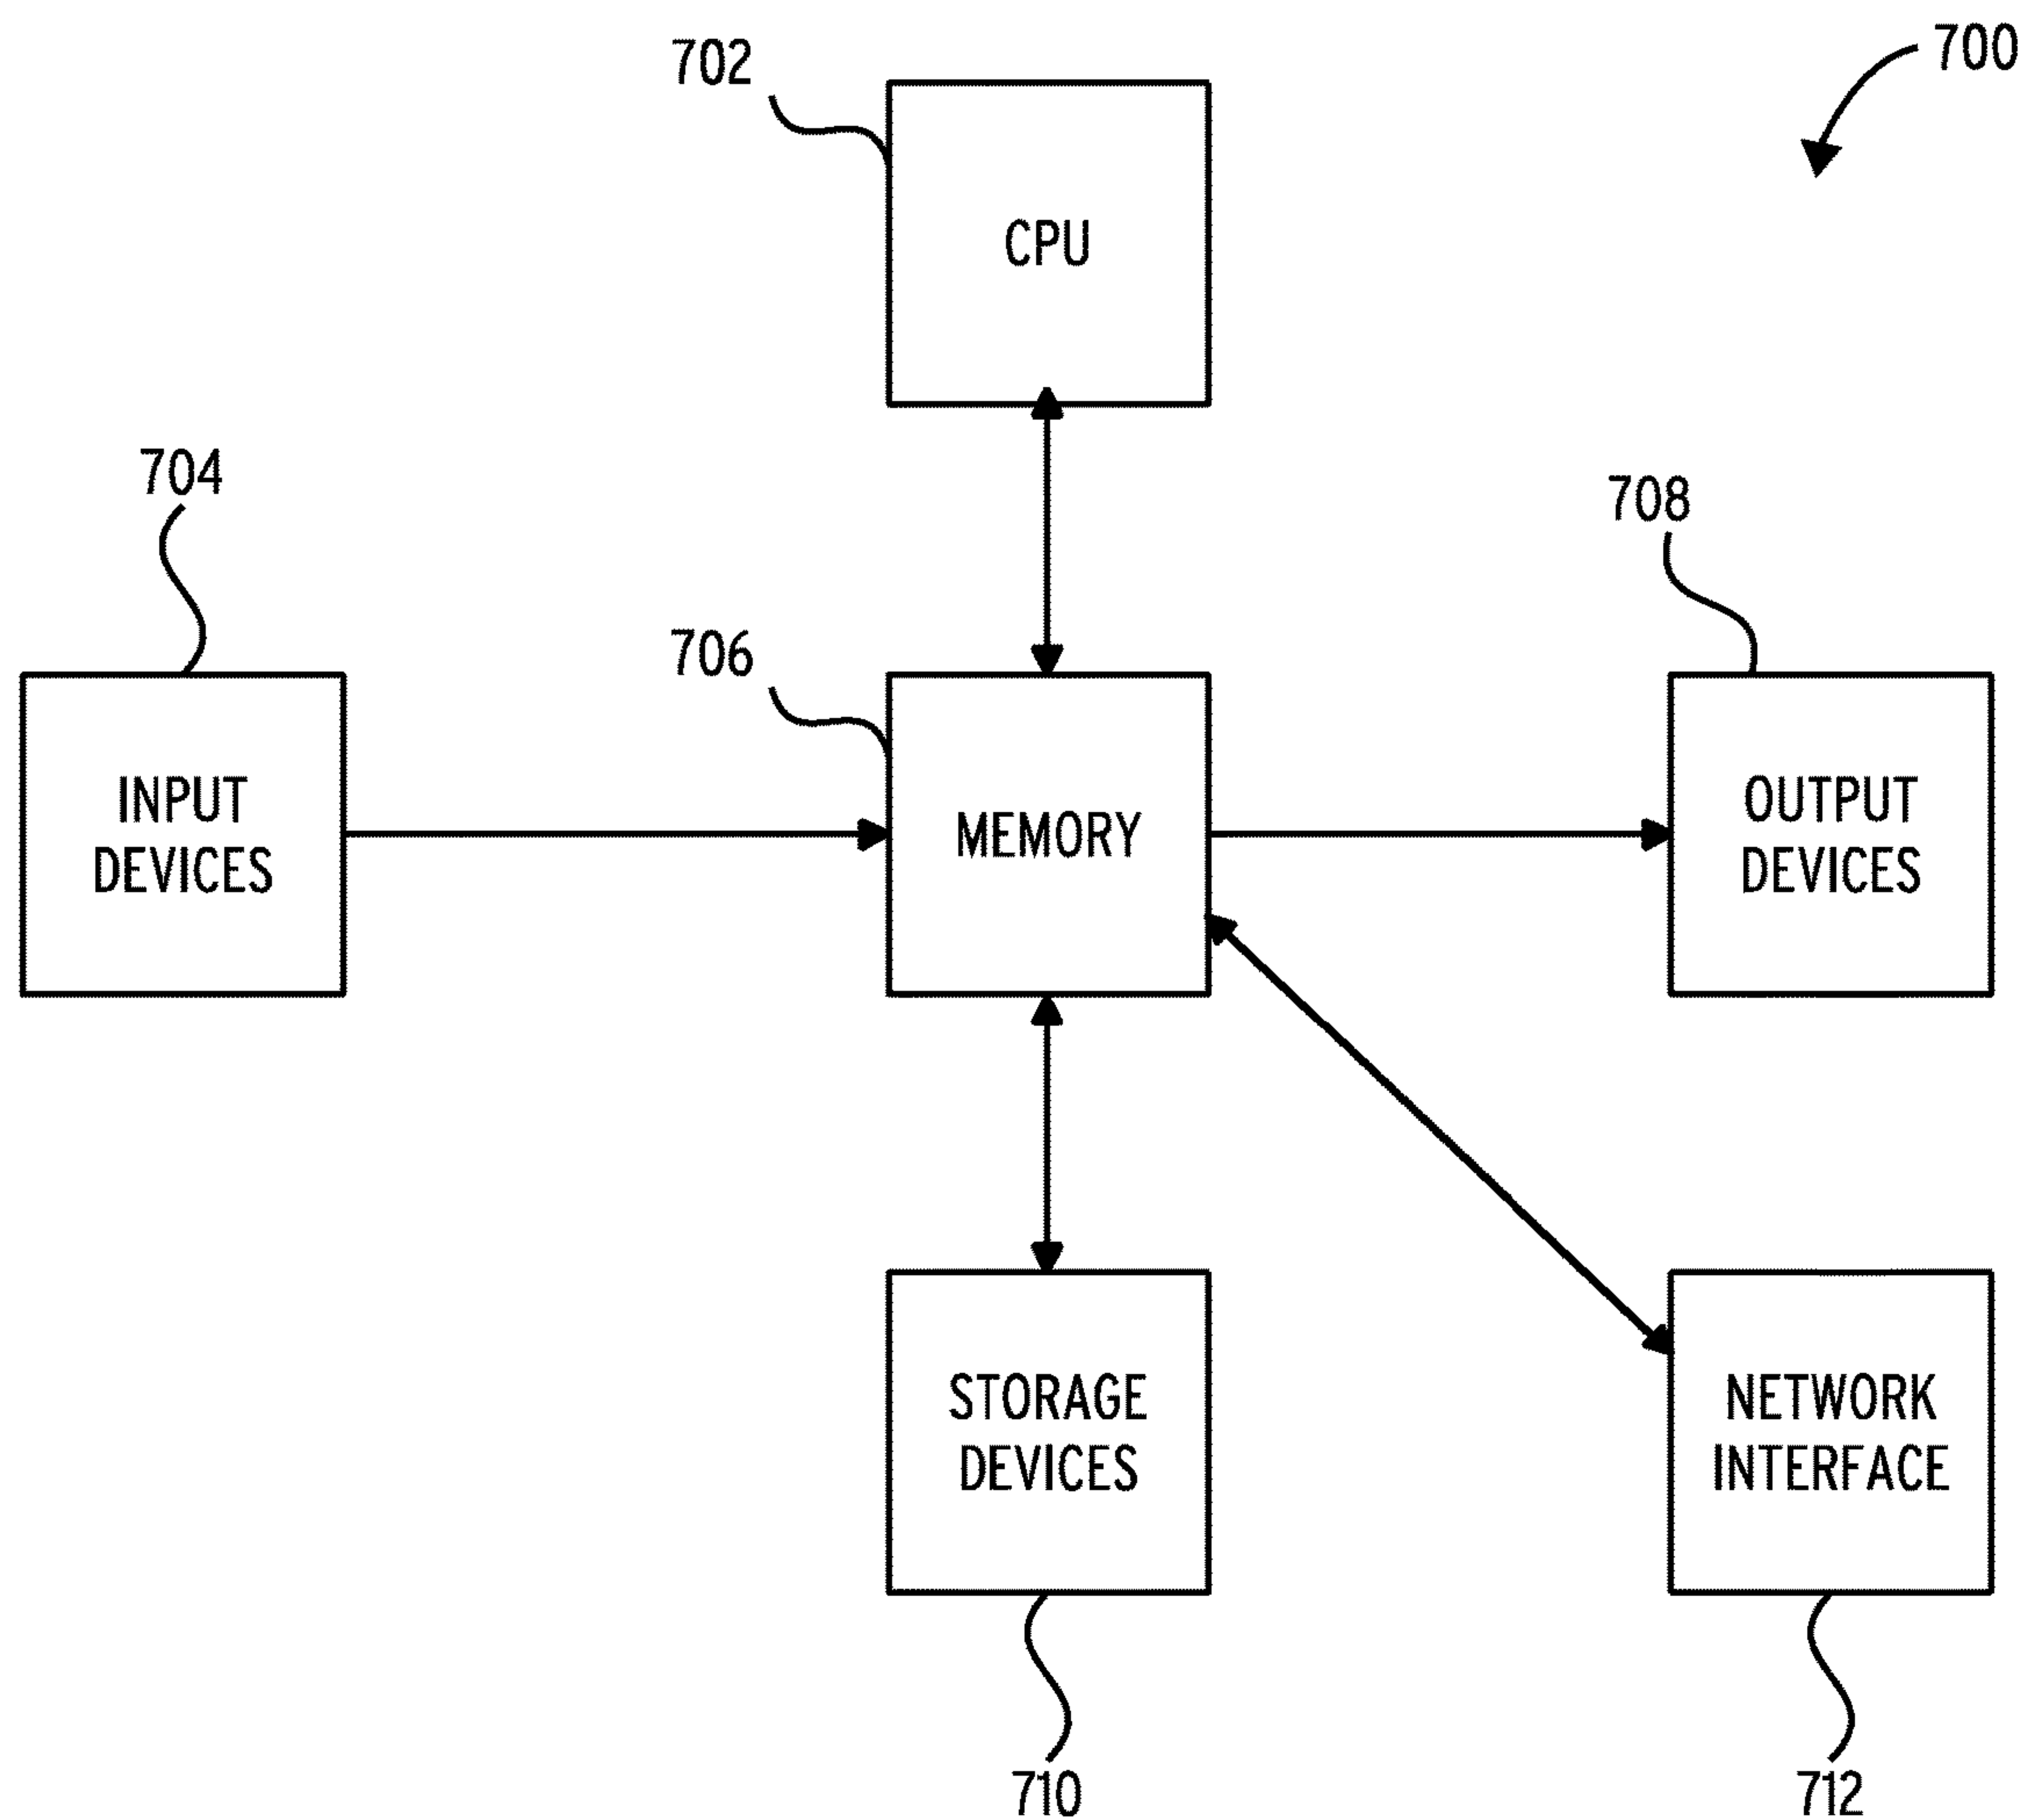 700
702
CPU
704
708
706
INPUT
DEVICES
MEMORY
OUTPUT
DEVICES
STORAGE
DEVICES
NETWORK
INTERFACE
710
712